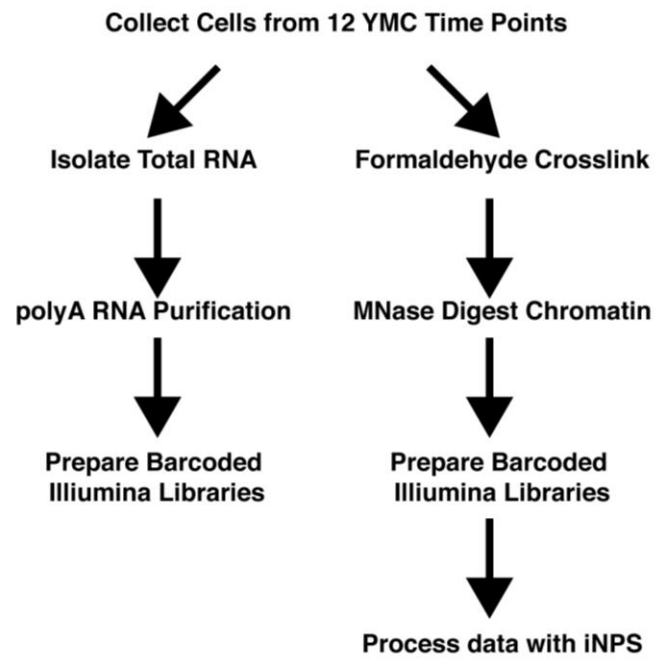 Collect Cells from 12 YMC Time Points
Isolate Total RNA
Formaldehyde Crosslink
polyA RNA Purification
MNase Digest Chromatin
Prepare Barcoded
Illiumina Libraries
Prepare Barcoded
Illiumina Libraries
Process data with iNPS